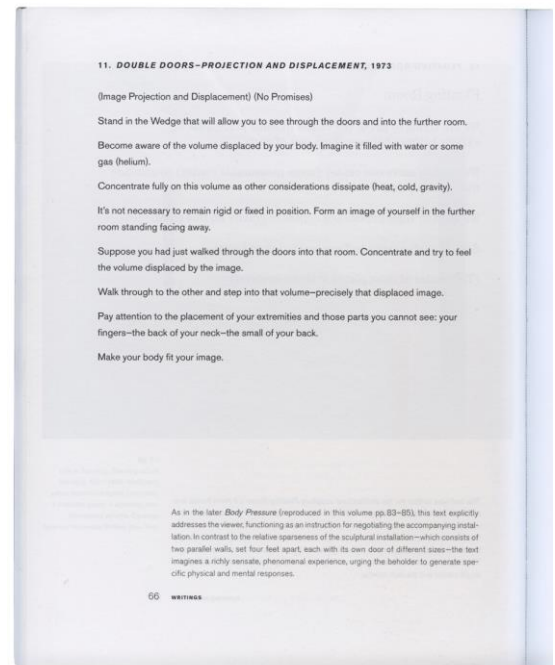 11. DOUBLE DOORS–PROJECTION AND DISPLACEMENT, 1973
(Image Projection and Displacement) (No Promises)
Stand in the Wedge that will allow you to see through the doors and into the further room.
Become aware of the volume displaced by your body. Imagine it filled with water or some
gas (helium).
Concentrate fully on this volume as other considerations dissipate (heat, cold, gravity).
It's not necessary to remain rigid or fixed in position. Form an image of yourself in the further
room standing facing away.
Suppose you had just walked through the doors into that room. Concentrate and try to feel
the volume displaced by the image.
Walk through to the other and step into that volume–precisely that displaced image.
Pay attention to the placement of your extremities and those parts you cannot see: your
fingers–the back of your neck–the small of your back.
Make your body fit your image.
As in the later Body Pressure (reproduced in this volume pp. 83–85), this text explicitly
addresses the viewer, functioning as an instruction for negotiating the accompanying instal-
lation. In contrast to the relative sparseness of the sculptural installation–which consists of
two parallel walls, set four feet apart, each with its own door of different sizes–the text
imagines a richly sensate, phenomenal experience, urging the beholder to generate spe-
cific physical and mental responses.
66 WRITINGS